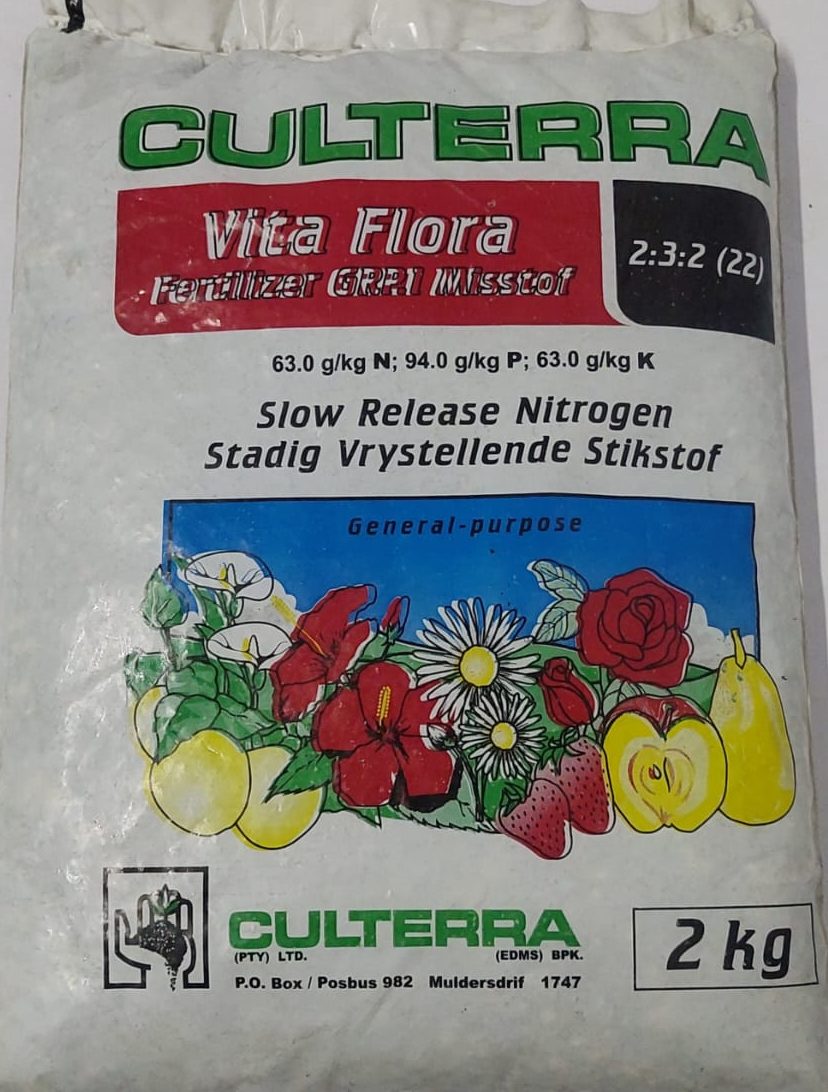 CULTERRA
Vita Flora
2:3:2 (22)
Fertilizer GRP.1 Misstof
63.0 g/kg N; 94.0 g/kg P; 63.0 g/kg K
Slow Release Nitrogen
Stadig Vrystellende Stikstof
General-purpose
CULTERRA
(PTY) LTD. (EDMS) BPK.
P.O. Box / Posbus 982 Muldersdrif 1747
2 kg